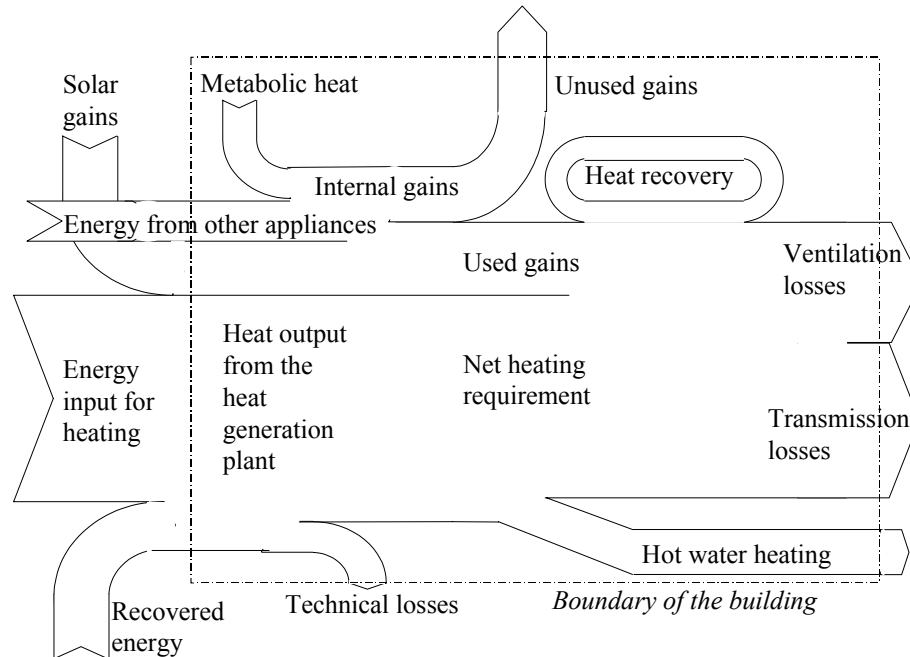 Solar
gains
Metabolic heat
Unused gains
Internal gains
Heat recovery
Energy from other appliances
Used gains
Ventilation
losses
Energy
input for
heating
Heat output
from the
heat
generation
plant
Net heating
requirement
Transmission
losses
Hot water heating
Recovered
energy
Technical losses
Boundary of the building